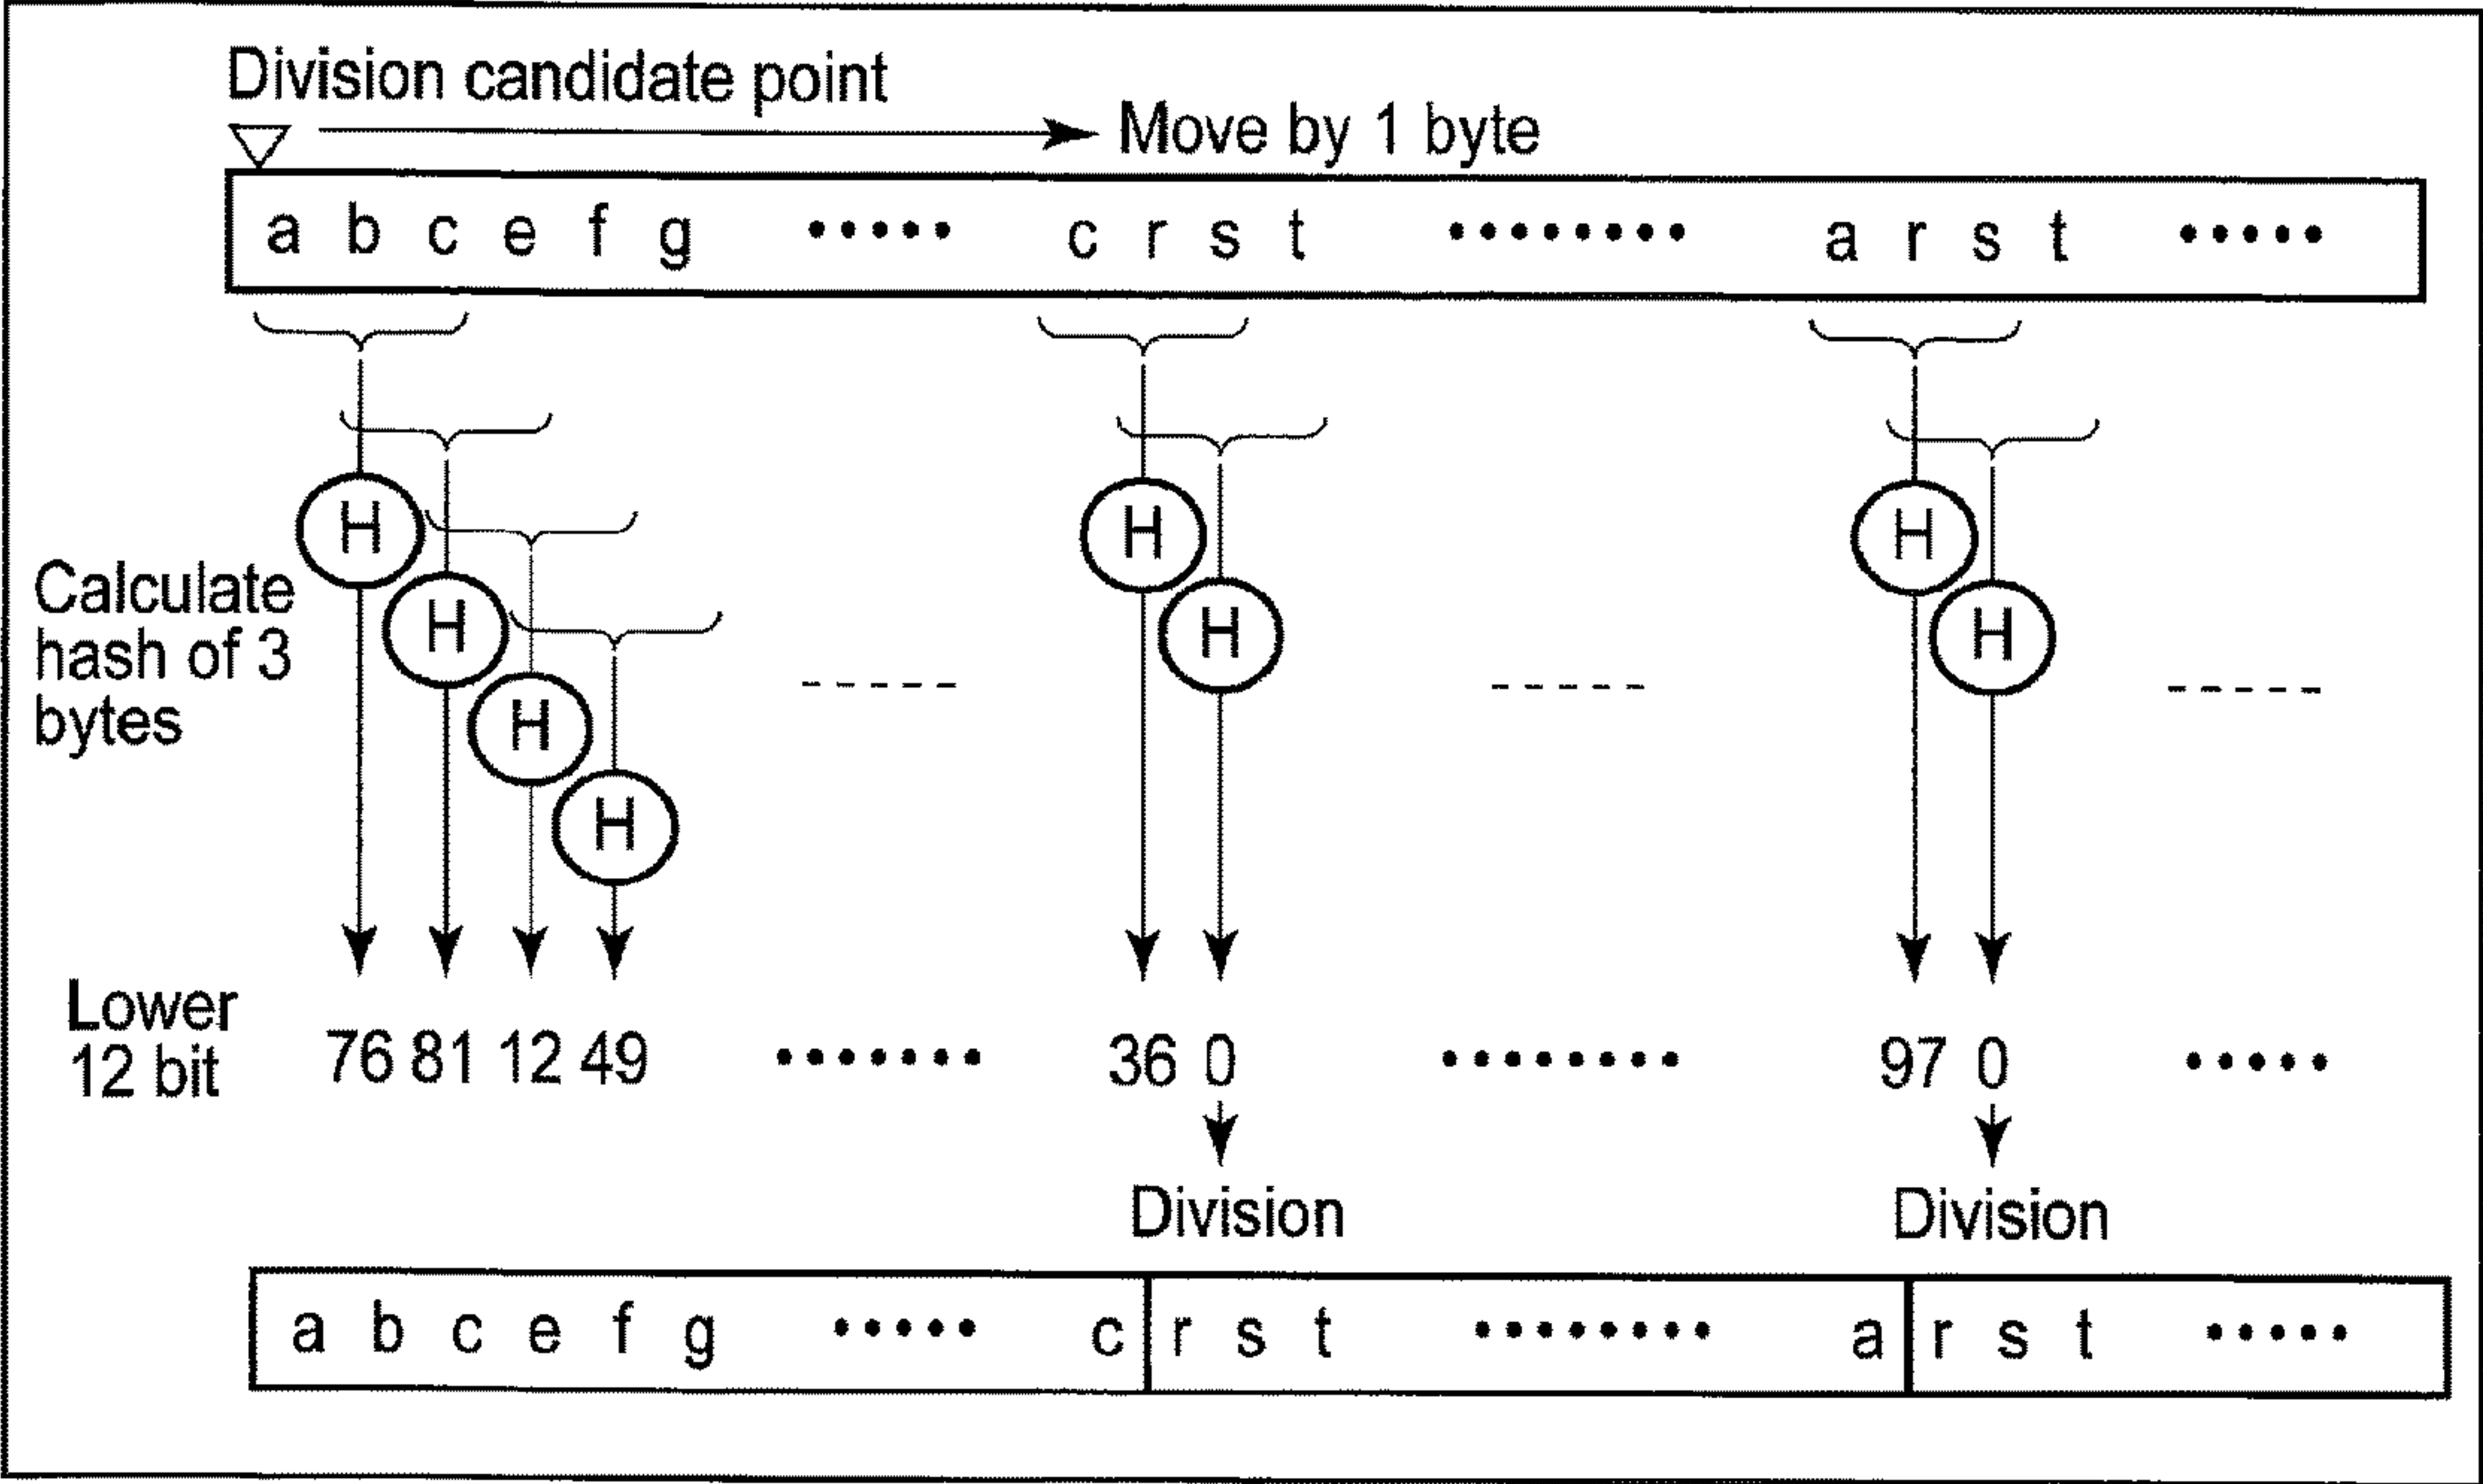 Division candidate point
Move by 1 byte
a b c e f g ••••• c r s t •••••••• a r s t •••••
H H H
H H H
H
H
Calculate
hash of 3
bytes
Lower
12 bit
76 81 12 49 ••••••• 36 0 •••••••• 97 0 •••••
Division Division
a b c e f g ••••• c r s t •••••••• a r s t •••••